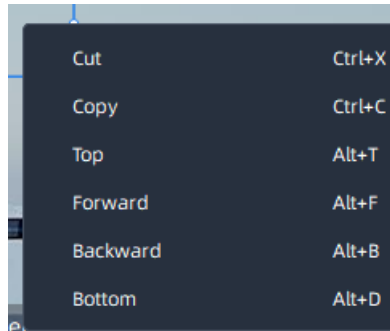 Cut Ctrl+X
Copy Ctrl+C
Top Alt+T
Forward Alt+F
Backward Alt+B
Bottom Alt+D